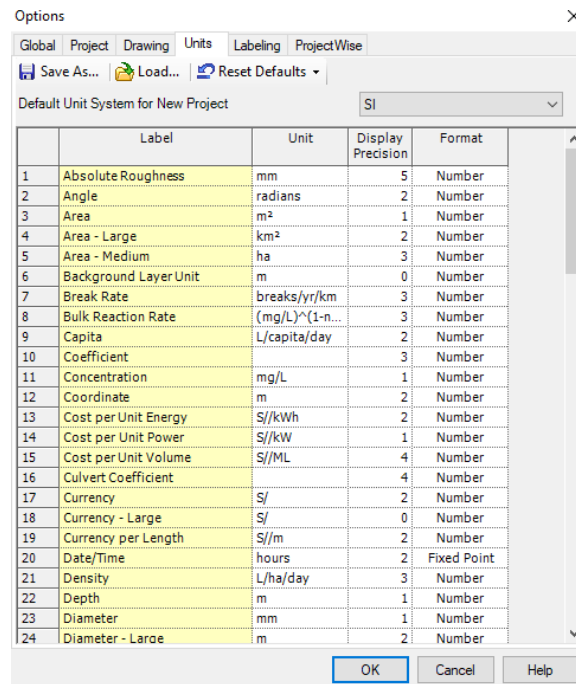 Options
Global Project Drawing Units Labeling ProjectWise
Save As... Load... Reset Defaults
Default Unit System for New Project SI
Label Unit Display Precision Format
1 Absolute Roughness mm 5 Number
2 Angle radians 2 Number
3 Area m² 1 Number
4 Area - Large km² 2 Number
5 Area - Medium ha 3 Number
6 Background Layer Unit m 0 Number
7 Break Rate breaks/yr/km 3 Number
8 Bulk Reaction Rate (mg/L)^(1-n... 3 Number
9 Capita L/capita/day 2 Number
10 Coefficient 3 Number
11 Concentration mg/L 1 Number
12 Coordinate m 2 Number
13 Cost per Unit Energy S//kWh 2 Number
14 Cost per Unit Power S//kW 1 Number
15 Cost per Unit Volume S//ML 4 Number
16 Culvert Coefficient 4 Number
17 Currency S/ 2 Number
18 Currency - Large S/ 0 Number
19 Currency per Length S//m 2 Number
20 Date/Time hours 2 Fixed Point
21 Density L/ha/day 3 Number
22 Depth m 1 Number
23 Diameter mm 1 Number
24 Diameter - Large m 2 Number
OK Cancel Help